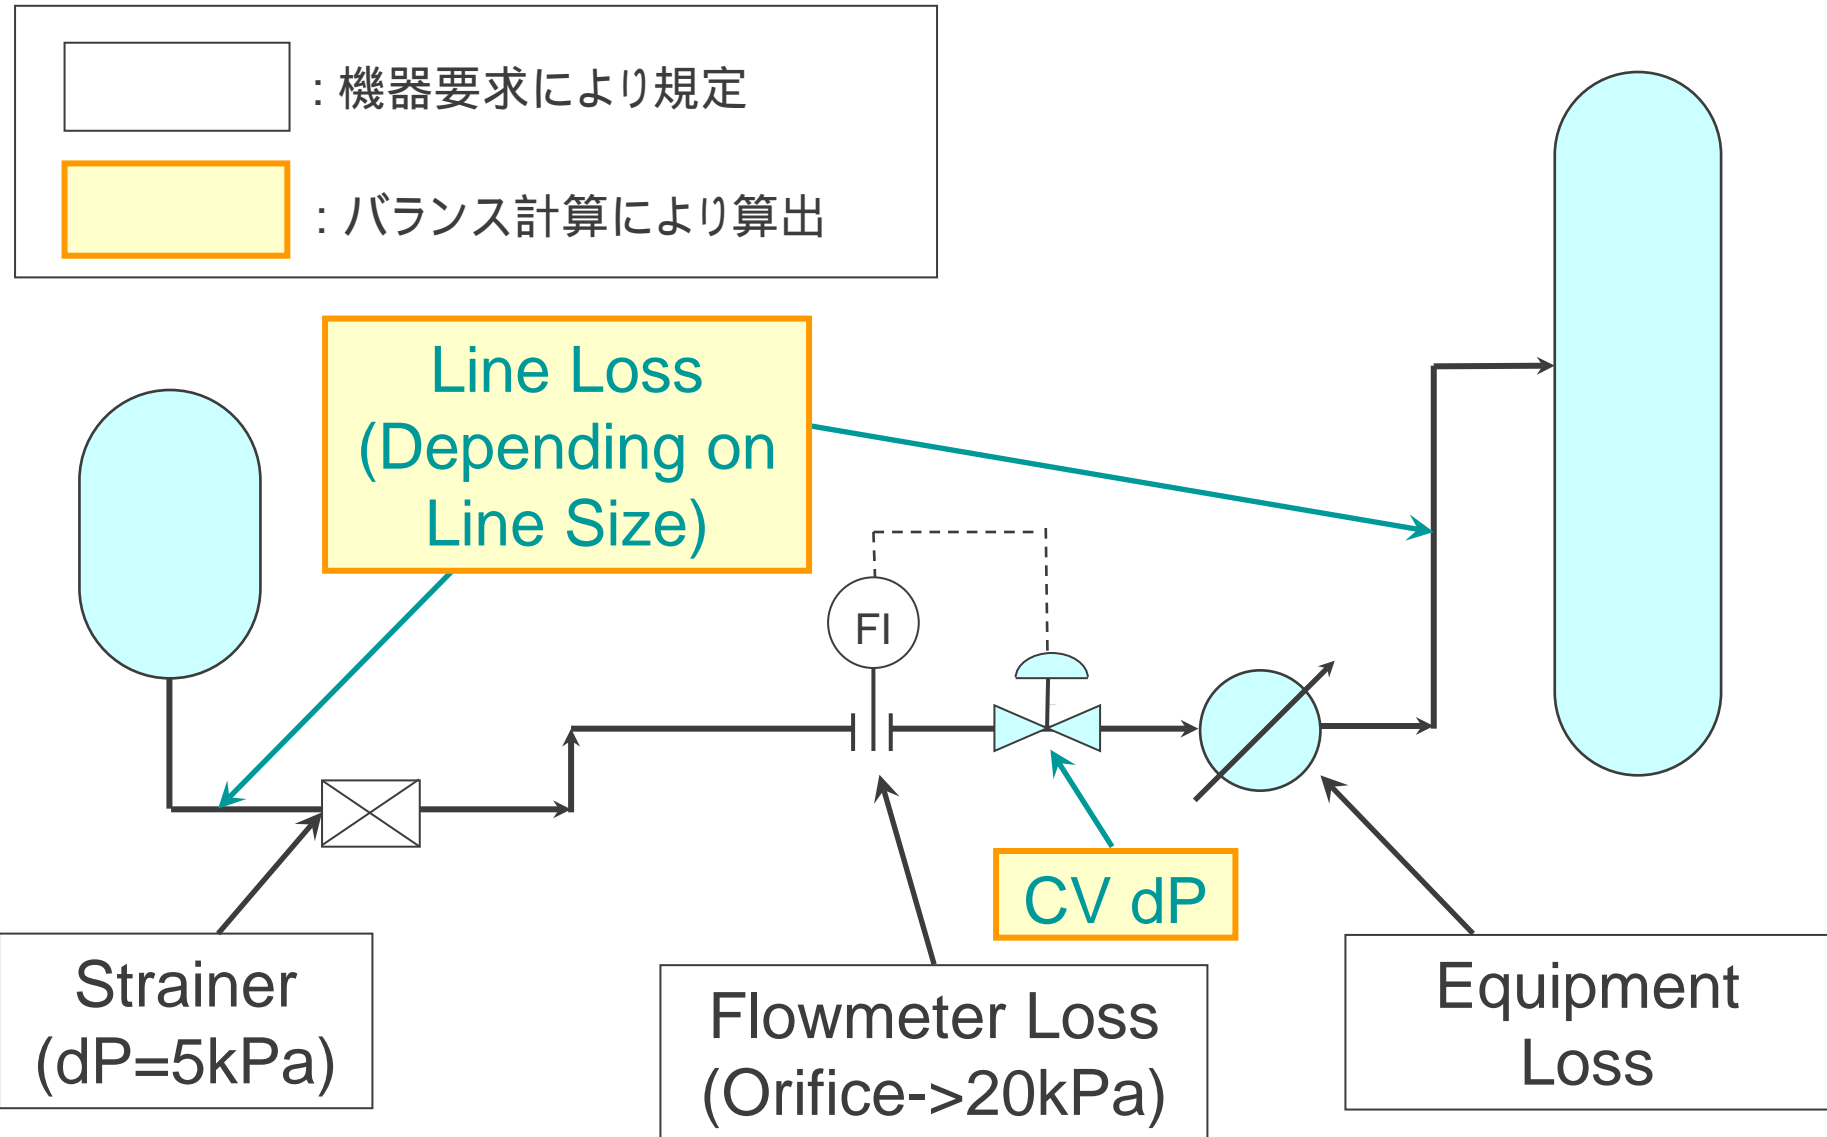 : 機器要求により規定
: バランス計算により算出
Line Loss
(Depending on
Line Size)
FI
CV dP
Strainer
(dP=5kPa)
Flowmeter Loss
(Orifice->20kPa)
Equipment
Loss